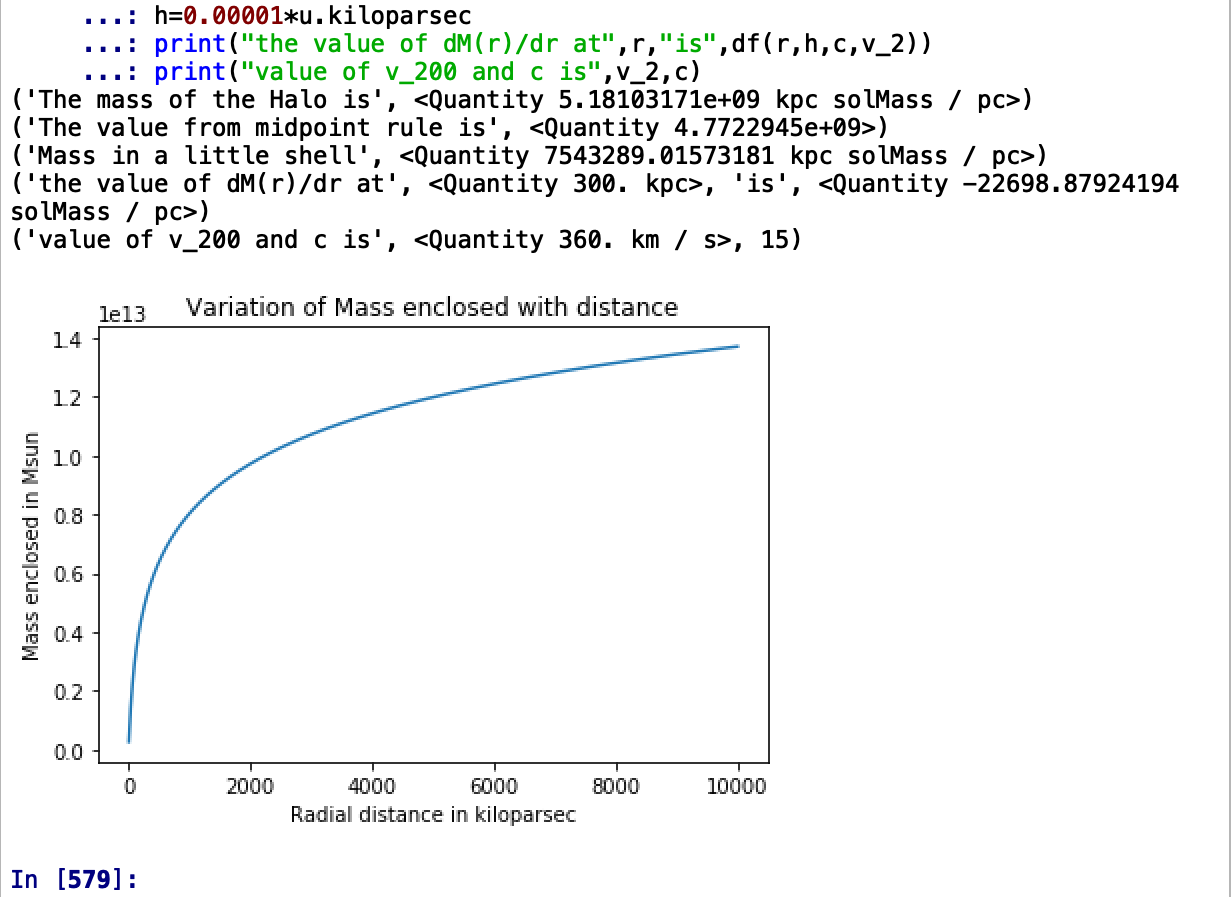 ...: h=0.00001*u.kiloparsec
...: print("the value of dM(r)/dr at",r,"is",df(r,h,c,v_2))
...: print("value of v_200 and c is",v_2,c)
('The mass of the Halo is', <Quantity 5.18103171e+09 kpc solMass / pc>)
('The value from midpoint rule is', <Quantity 4.7722945e+09>)
('Mass in a little shell', <Quantity 7543289.01573181 kpc solMass / pc>)
('the value of dM(r)/dr at', <Quantity 300. kpc>, 'is', <Quantity -22698.87924194
solMass / pc>)
('value of v_200 and c is', <Quantity 360. km / s>, 15)
1e13 Variation of Mass enclosed with distance
1.4
1.2
1.0
0.8
0.6
0.4
0.2
0.0
Mass enclosed in Msun
0 2000 4000 6000 8000 10000
Radial distance in kiloparsec
In [579]: